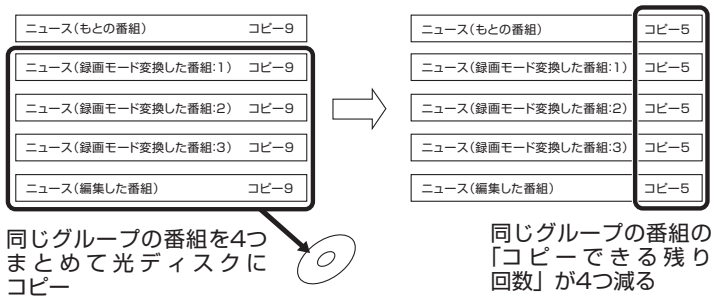 ニュース(もとの番組) コピー9
ニュース(録画モード変換した番組:1) コピー9
ニュース(録画モード変換した番組:2) コピー9
ニュース(録画モード変換した番組:3) コピー9
ニュース(編集した番組) コピー9
同じグループの番組を4つ
まとめて光ディスクに
コピー
ニュース(もとの番組) コピー5
ニュース(録画モード変換した番組:1) コピー5
ニュース(録画モード変換した番組:2) コピー5
ニュース(録画モード変換した番組:3) コピー5
ニュース(編集した番組) コピー5
同じグループの番組の
「コピーできる残り
回数」が4つ減る